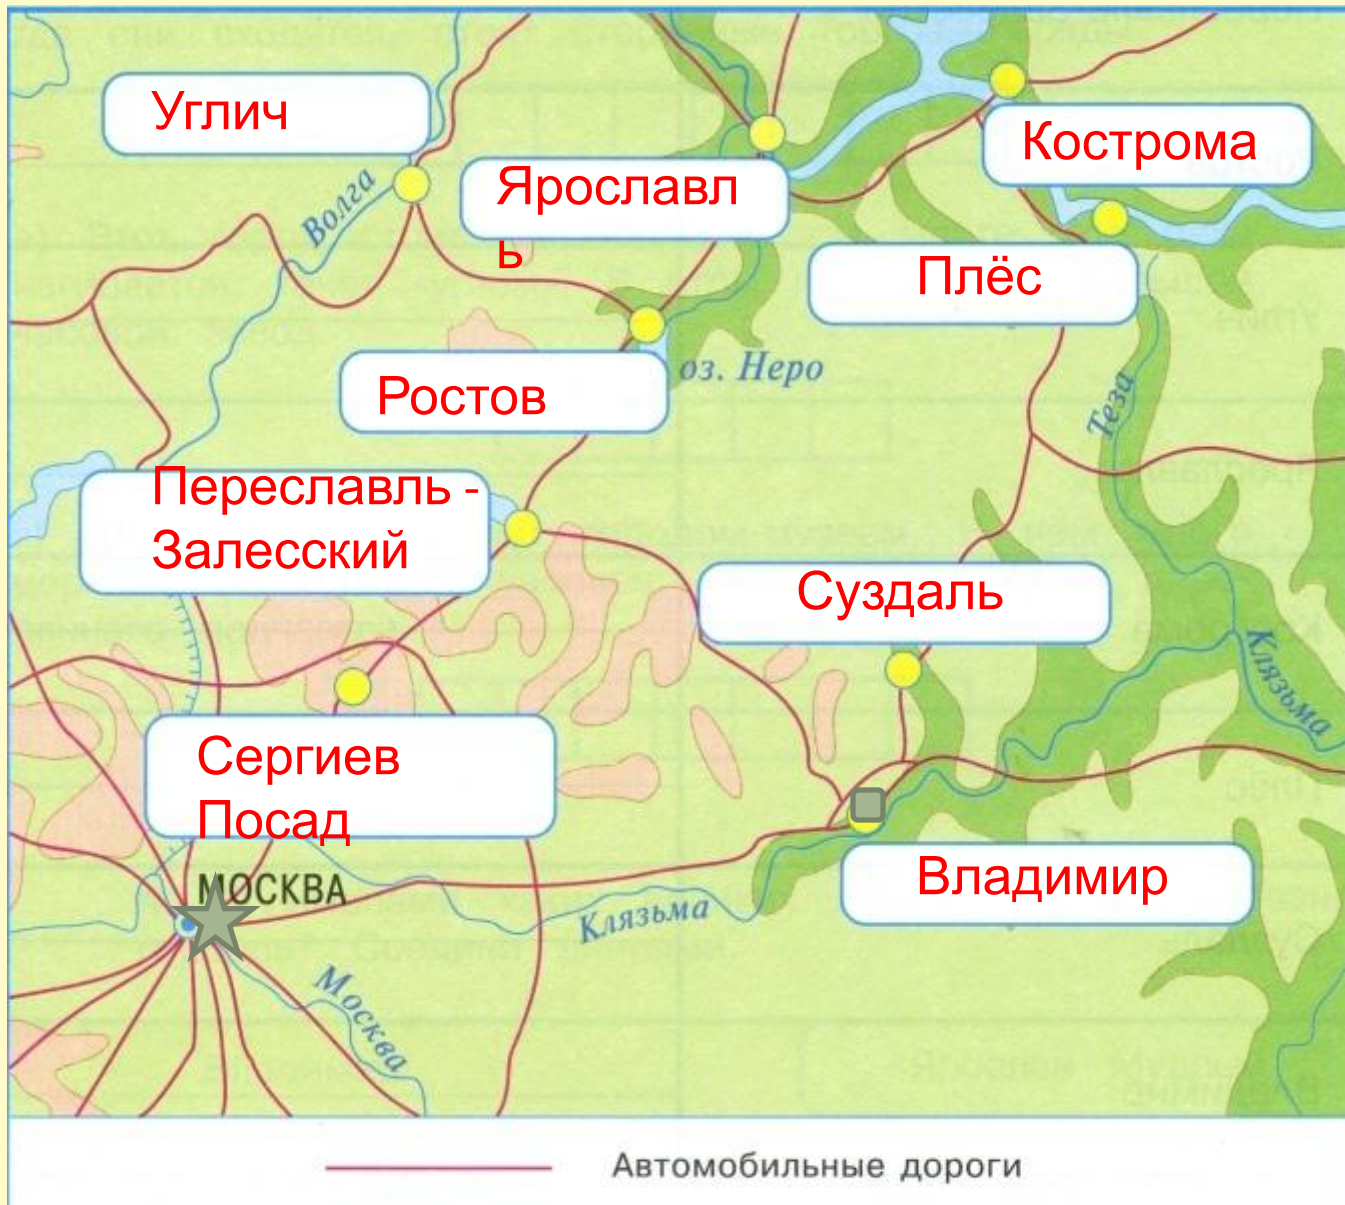 Углич
Кострома
Ярославл
ь
Волга
Плёс
оз. Неро
Ростов
Теза
Переславль -
Залесский
Суздаль
Клязьма
Сергиев
Посад
МОСКВА
Владимир
Клязьма
Москва
Автомобильные дороги